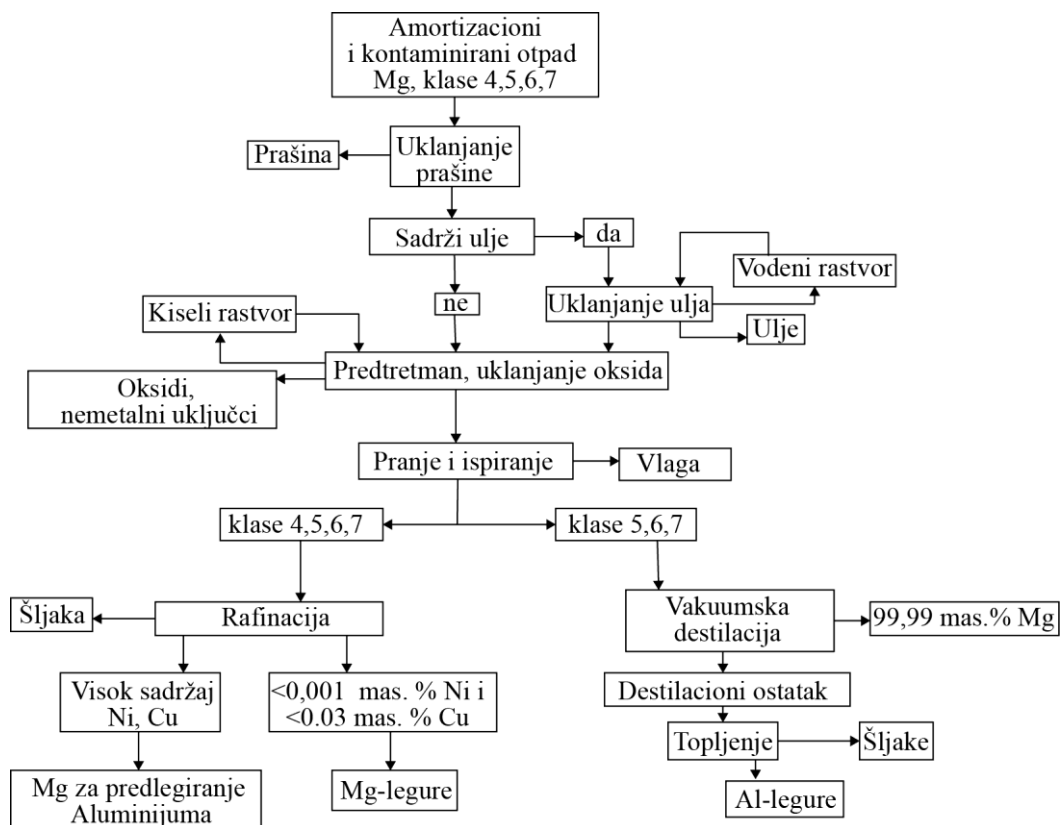 Amortizacioni
i kontaminirani otpad
Mg, klase 4,5,6,7
Prašina
Uklanjanje
prašine
Sadrži ulje
da
Vodeni rastvor
ne
Uklanjanje ulja
Kiseli rastvor
Ulje
Predtretman, uklanjanje oksida
Oksidi,
nemetalni uključci
Pranje i ispiranje
Vlaga
klase 4,5,6,7
klase 5,6,7
Šljaka
Rafinacija
Vakuumska
destilacija
99,99 mas.% Mg
Visok sadržaj
Ni, Cu
<0,001 mas. % Ni i
<0.03 mas. % Cu
Destilacioni ostatak
Topljenje
Šljake
Mg za predlegiranje
Aluminijuma
Mg-legure
Al-legure